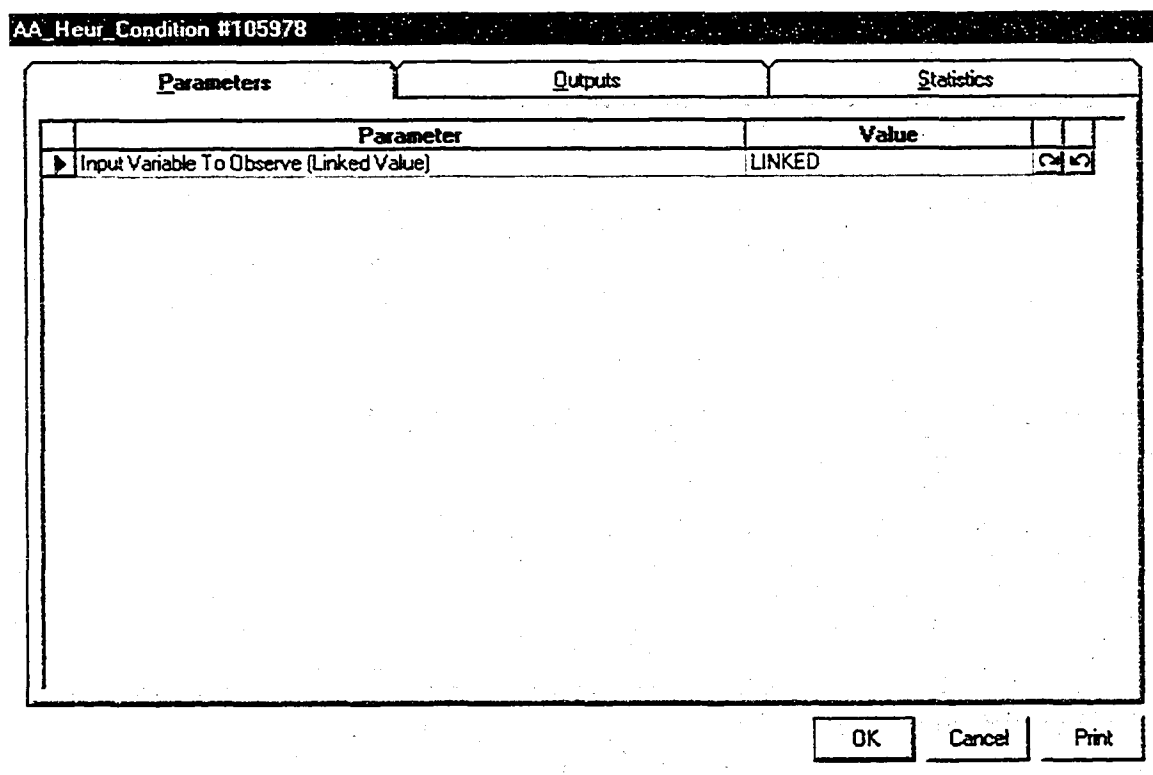 AA_Heur_Condition #105978
Parameters Outputs Statistics
Parameter Value
Input Variable To Observe (Linked Value) LINKED
OK Cancel Print